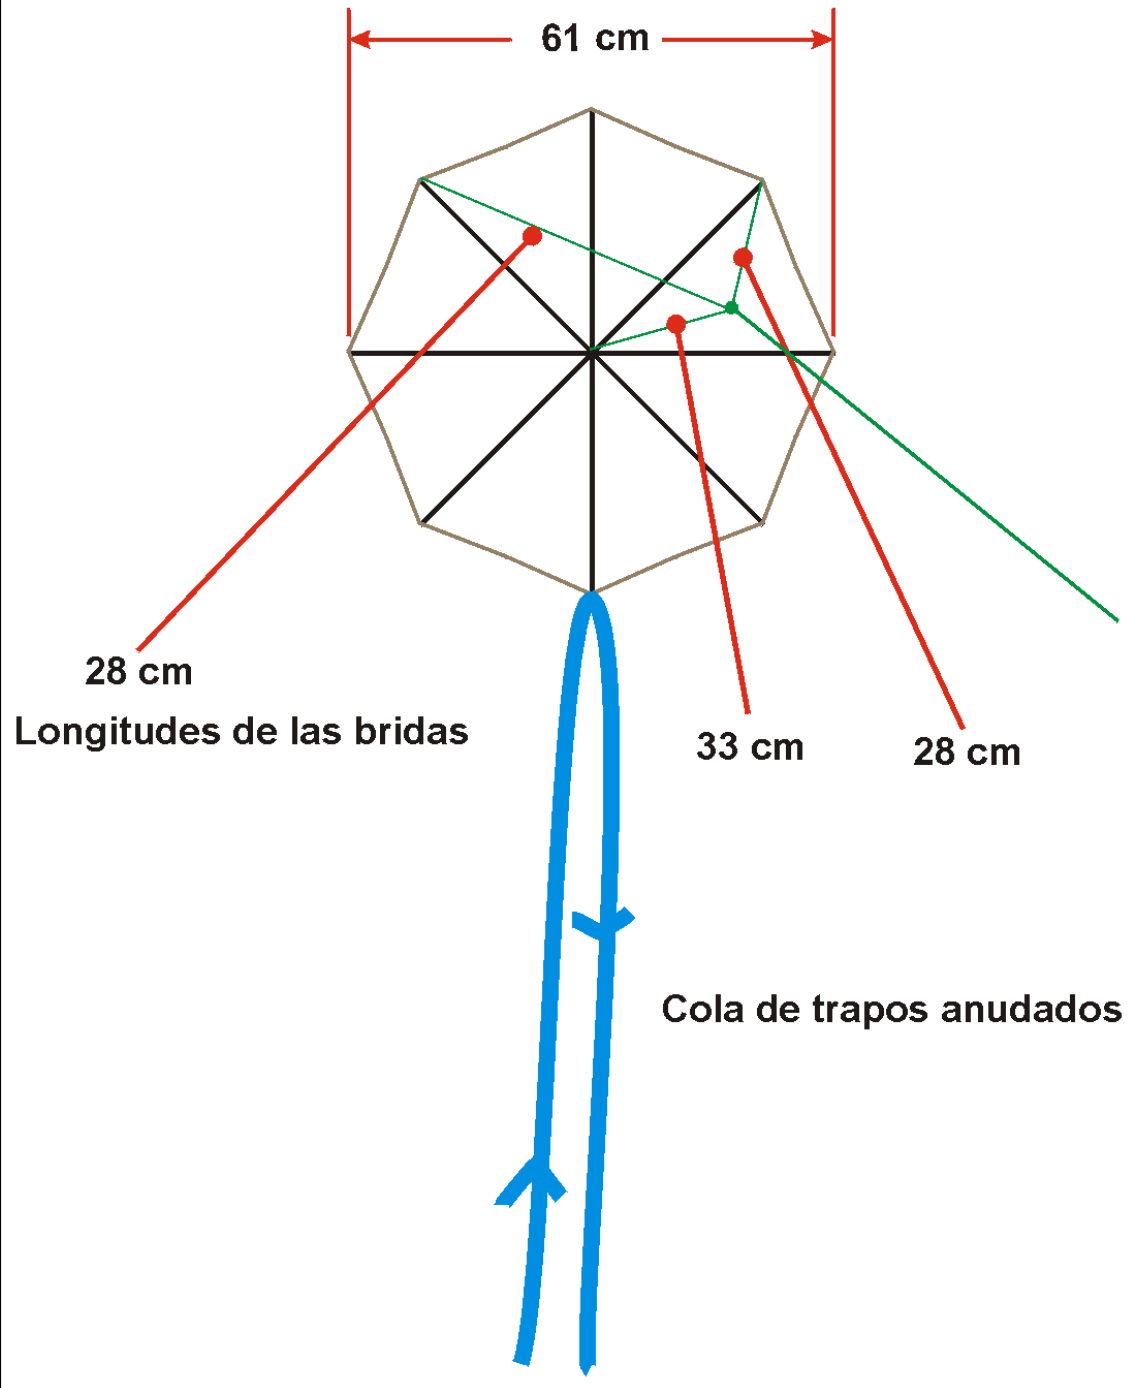 61 cm
28 cm
Longitudes de las bridas
33 cm
28 cm
Cola de trapos anudados